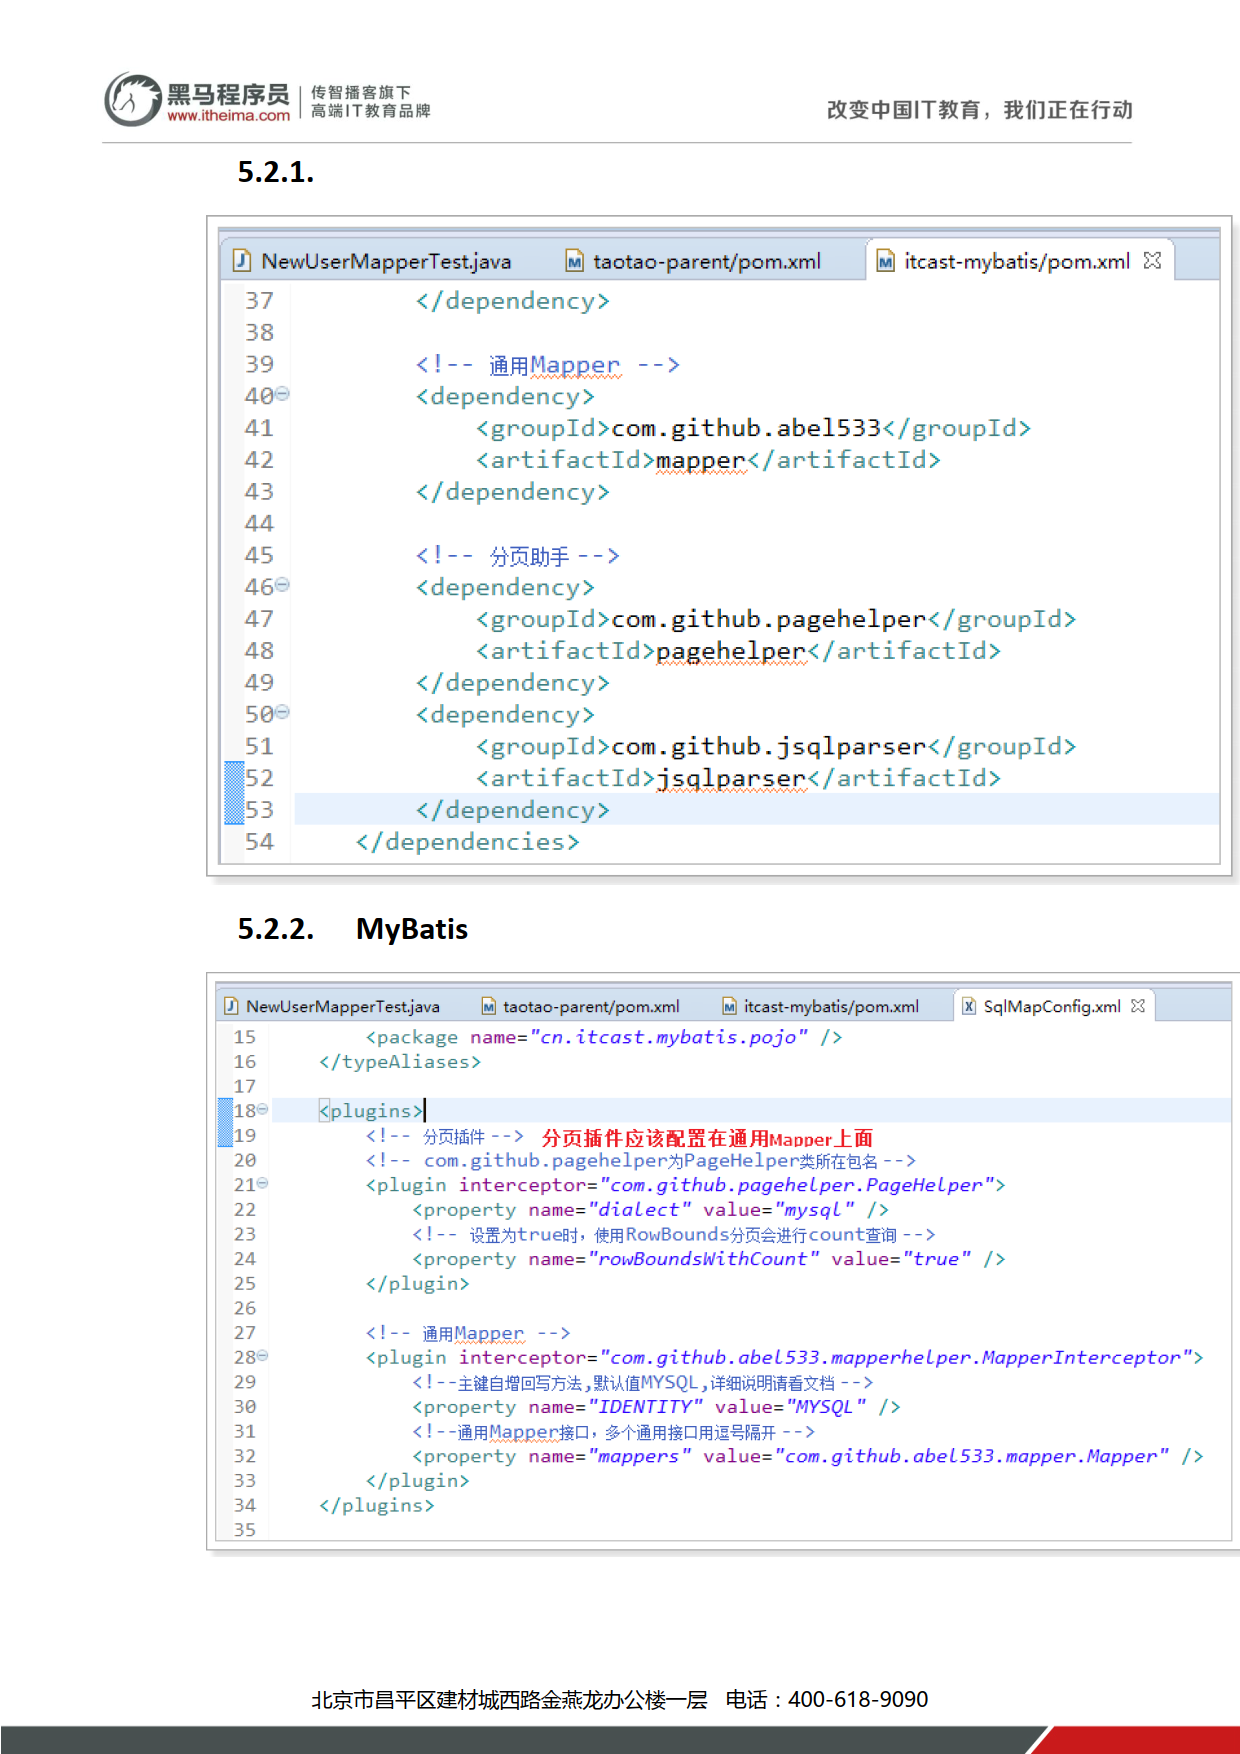 黑马程序员
www.itheima.com
传智播客旗下
高端IT教育品牌
改变中国IT教育，我们正在行动
5.2.1.
NewUserMapperTest.java taotao-parent/pom.xml itcast-mybatis/pom.xml
37 </dependency>
38
39 <!-- 通用Mapper -->
40 <dependency>
41 <groupId>com.github.abel533</groupId>
42 <artifactId>mapper</artifactId>
43 </dependency>
44
45 <!-- 分页助手 -->
46 <dependency>
47 <groupId>com.github.pagehelper</groupId>
48 <artifactId>pagehelper</artifactId>
49 </dependency>
50 <dependency>
51 <groupId>com.github.jsqlparser</groupId>
52 <artifactId>jsqlparser</artifactId>
53 </dependency>
54 </dependencies>
5.2.2. MyBatis
NewUserMapperTest.java taotao-parent/pom.xml itcast-mybatis/pom.xml SqlMapConfig.xml
15 <package name="cn.itcast.mybatis.pojo" />
16 </typeAliases>
17
18 <plugins>
19 <!-- 分页插件 --> 分页插件应该配置在通用Mapper上面
20 <!-- com.github.pagehelper为PageHelper类所在包名 -->
21 <plugin interceptor="com.github.pagehelper.PageHelper">
22 <property name="dialect" value="mysql" />
23 <!-- 设置为true时，使用RowBounds分页会进行count查询 -->
24 <property name="rowBoundsWithCount" value="true" />
25 </plugin>
26
27 <!-- 通用Mapper -->
28 <plugin interceptor="com.github.abel533.mapperhelper.MapperInterceptor">
29 <!--主键自增回写方法,默认值MYSQL,详细说明请看文档 -->
30 <property name="IDENTITY" value="MYSQL" />
31 <!--通用Mapper接口，多个通用接口用逗号隔开 -->
32 <property name="mappers" value="com.github.abel533.mapper.Mapper" />
33 </plugin>
34 </plugins>
35
北京市昌平区建材城西路金燕龙办公楼一层 电话：400-618-9090